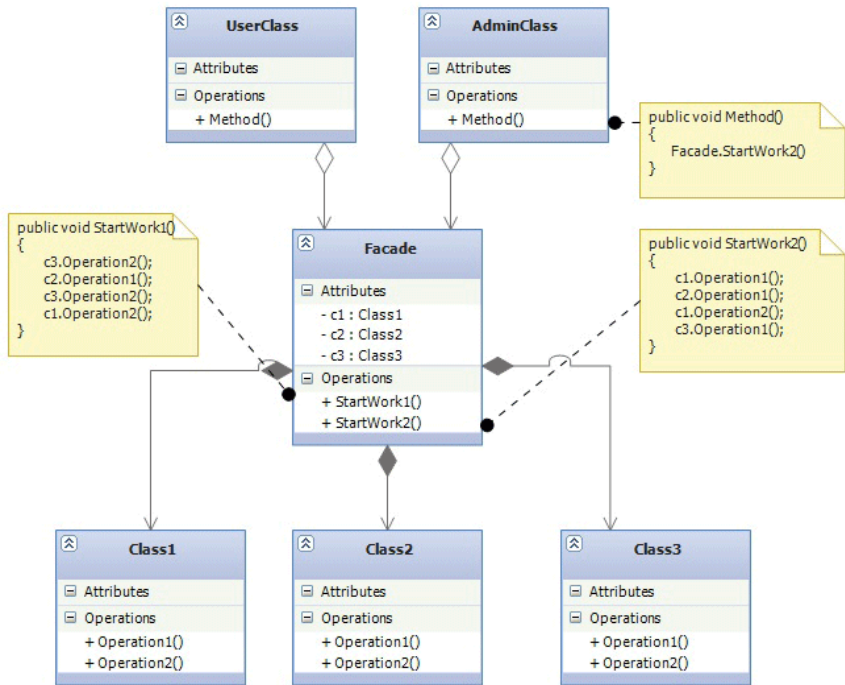 UserClass
Attributes
Operations
+ Method()
AdminClass
Attributes
Operations
+ Method()
public void Method()
{
Facade.StartWork2()
}
public void StartWork1()
{
c3.Operation2();
c2.Operation1();
c3.Operation2();
c1.Operation2();
}
Facade
Attributes
- c1 : Class1
- c2 : Class2
- c3 : Class3
Operations
+ StartWork1()
+ StartWork2()
public void StartWork2()
{
c1.Operation1();
c2.Operation1();
c1.Operation2();
c3.Operation1();
}
Class1
Attributes
Operations
+ Operation1()
+ Operation2()
Class2
Attributes
Operations
+ Operation1()
+ Operation2()
Class3
Attributes
Operations
+ Operation1()
+ Operation2()